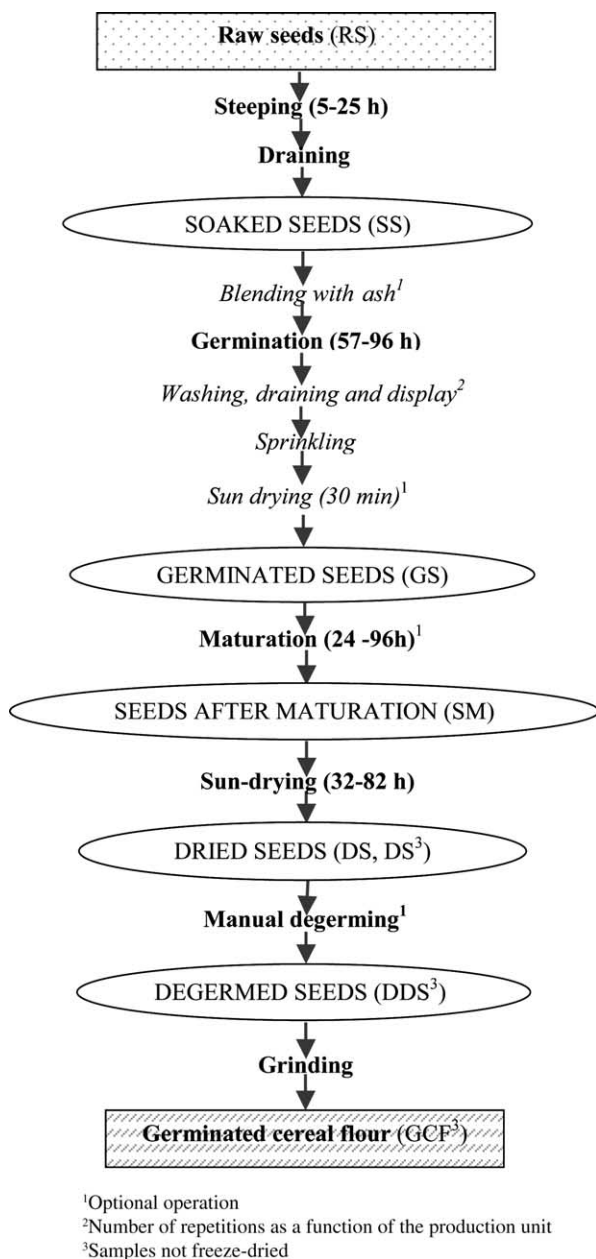 Raw seeds (RS)
Steeping (5-25 h)
Draining
SOAKED SEEDS (SS)
Blending with ash¹
Germination (57-96 h)
Washing, draining and display²
Sprinkling
Sun drying (30 min)¹
GERMINATED SEEDS (GS)
Maturation (24 -96h)¹
SEEDS AFTER MATURATION (SM)
Sun-drying (32-82 h)
DRIED SEEDS (DS, DS³)
Manual degerming¹
DEGERMED SEEDS (DDS³)
Grinding
Germinated cereal flour (GCF³)
¹Optional operation
²Number of repetitions as a function of the production unit
³Samples not freeze-dried